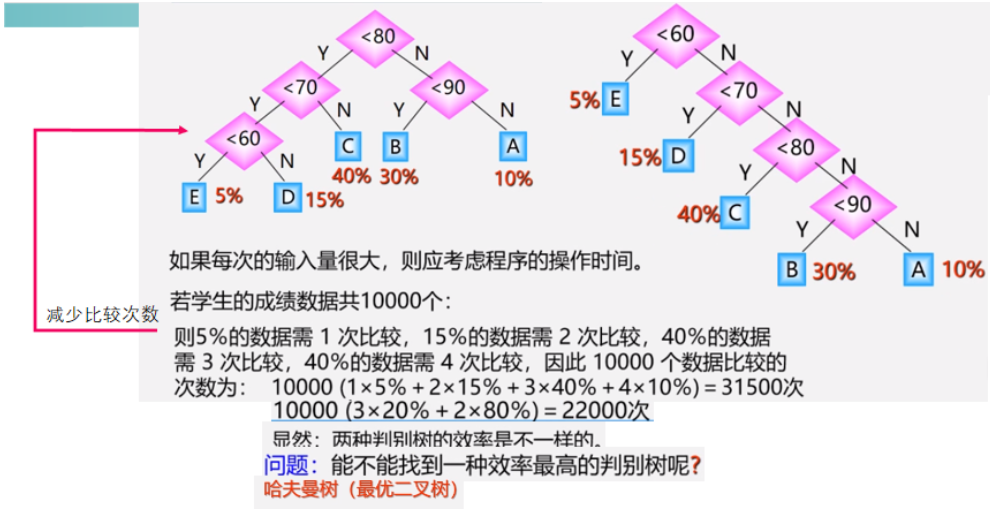 <80
<60
Y
N
Y
N
<70
<90
5%
E
<70
Y
N
Y
N
Y
N
<60
C
B
A
15%
D
<80
40%
30%
10%
Y
N
Y
N
E
5%
D
15%
40%
C
<90
Y
N
B
30%
A
10%
如果每次的输入量很大，则应考虑程序的操作时间。
若学生的成绩数据共10000个：
减少比较次数
则5%的数据需 1 次比较，15%的数据需 2 次比较，40%的数据
需 3 次比较，40%的数据需 4 次比较，因此 10000 个数据比较的
次数为： 10000 (1×5%+2×15%+3×40%+4×10%)=31500次
10000 (3×20%+2×80%)=22000次
显然：两种判别树的效率是不一样的。
问题：能不能找到一种效率最高的判别树呢?
哈夫曼树（最优二叉树）